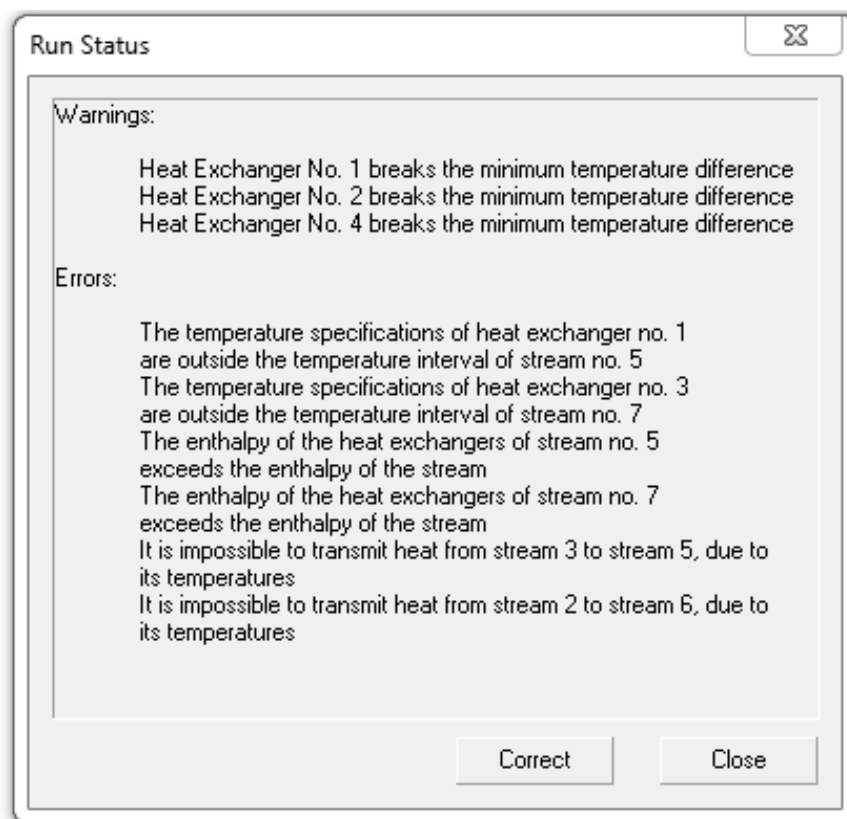 Run Status
Warnings:
Heat Exchanger No. 1 breaks the minimum temperature difference
Heat Exchanger No. 2 breaks the minimum temperature difference
Heat Exchanger No. 4 breaks the minimum temperature difference
Errors:
The temperature specifications of heat exchanger no. 1
are outside the temperature interval of stream no. 5
The temperature specifications of heat exchanger no. 3
are outside the temperature interval of stream no. 7
The enthalpy of the heat exchangers of stream no. 5
exceeds the enthalpy of the stream
The enthalpy of the heat exchangers of stream no. 7
exceeds the enthalpy of the stream
It is impossible to transmit heat from stream 3 to stream 5, due to
its temperatures
It is impossible to transmit heat from stream 2 to stream 6, due to
its temperatures
Correct
Close